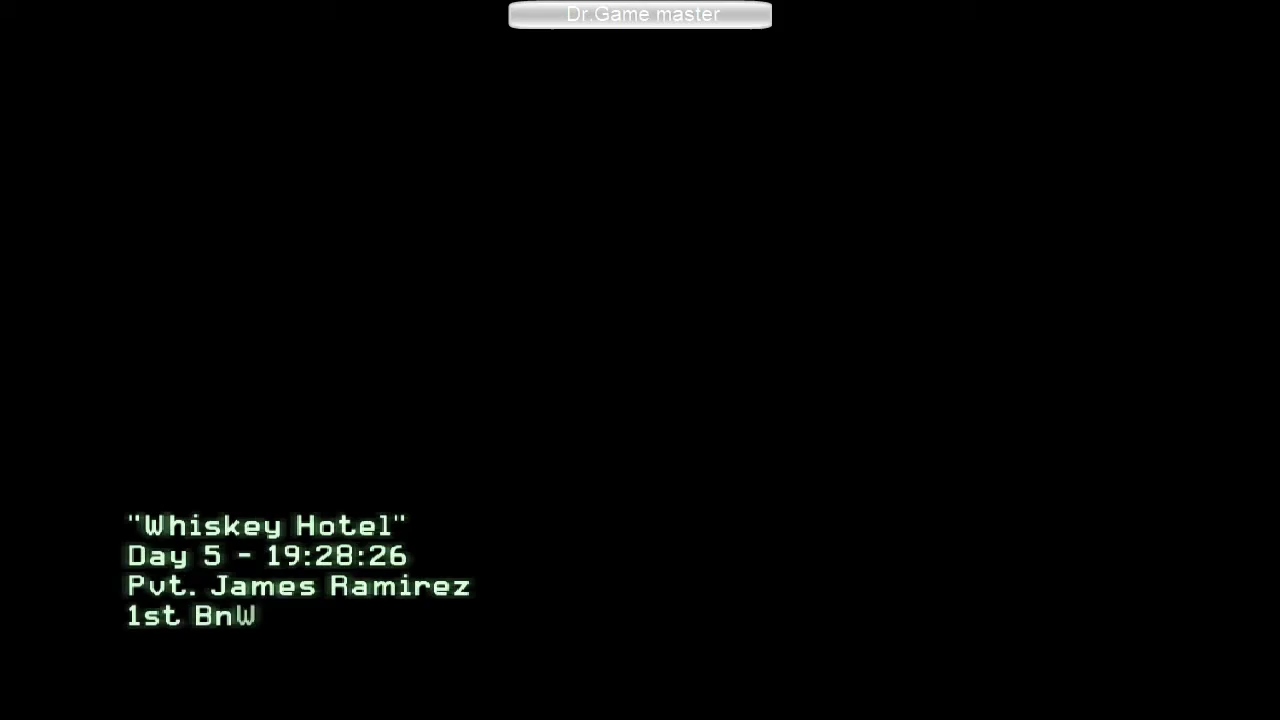 Dr.Game master
"Whiskey Hotel"
Day 5 - 19:28:26
Pvt. James Ramirez
1st BnW